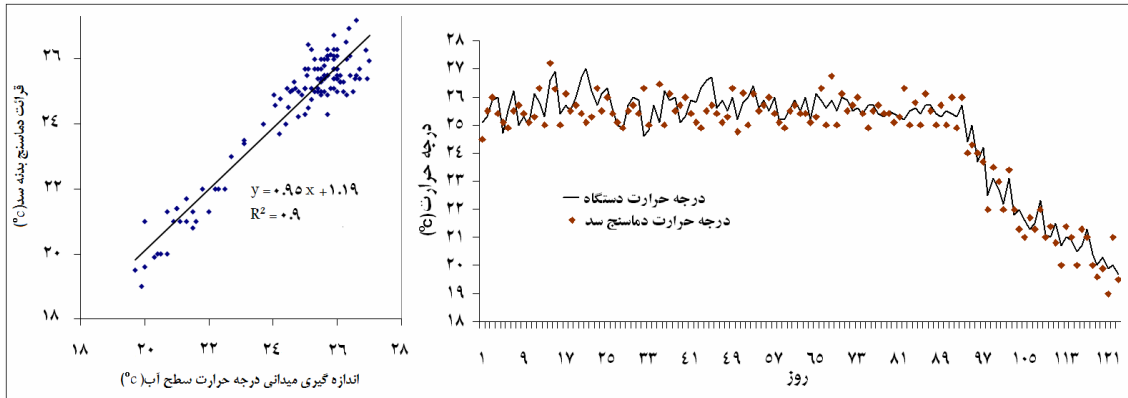 قرائت دماسنج بدنه سد(°c)
۲۶
۲۴
۲۲
۲۰
۱۸
y = ۰.۹۵ x + ۱.۱۹
R² = ۰.۹
۱۸ ۲۰ ۲۲ ۲۴ ۲۶ ۲۸
اندازه گیری میدانی درجه حرارت سطح آب(°c)
درجه حرارت(°c)
۲۸
۲۷
۲۶
۲۵
۲۴
۲۳
۲۲
۲۱
۲۰
۱۹
۱۸
درجه حرارت دستگاه
درجه حرارت دماسنج سد
۱ ۹ ۱۷ ۲۵ ۳۳ ۴۱ ۴۹ ۵۷ ۶۵ ۷۳ ۸۱ ۸۹ ۹۷ ۱۰۵ ۱۱۳ ۱۲۱
روز